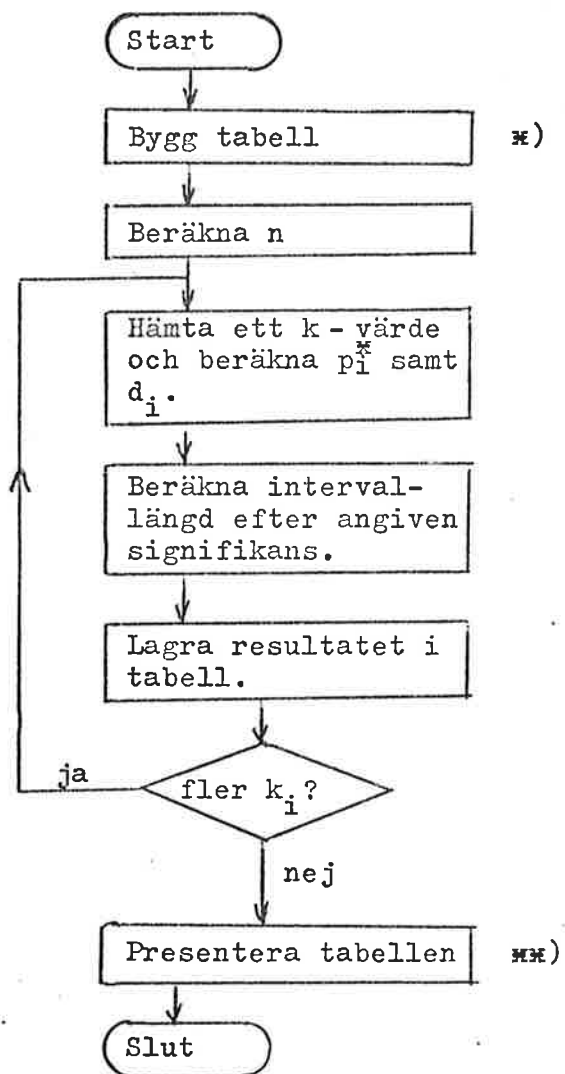 Start
Bygg tabell *)
Beräkna n
Hämta ett k - värde
och beräkna p*i samt
di.
Beräkna interval-
längd efter angiven
signifikans.
Lagra resultatet i
tabell.
ja
fler ki?
nej
Presentera tabellen **)
Slut